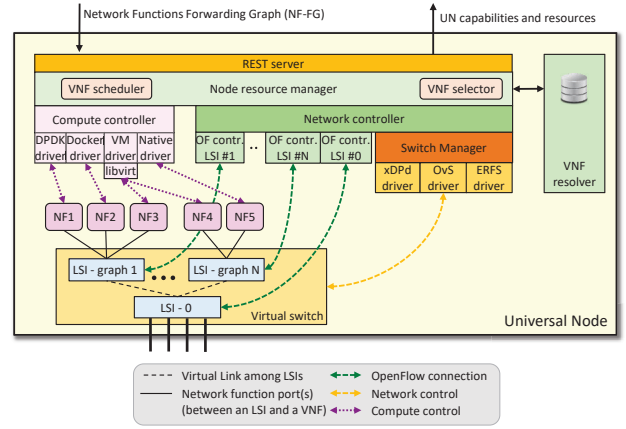 Network Functions Forwarding Graph (NF-FG)
UN capabilities and resources
REST server
VNF scheduler
Node resource manager
VNF selector
Compute controller
Network controller
DPDK driver
Docker driver
VM driver
Native driver
libvirt
OF contr. LSI #1
..
OF contr. LSI #N
OF contr. LSI #0
Switch Manager
xDPd driver
OvS driver
ERFS driver
VNF
resolver
NF1
NF2
NF3
NF4
NF5
LSI - graph 1
•••
LSI - graph N
LSI - 0
Virtual switch
Universal Node
Virtual Link among LSIs
Network function port(s)
(between an LSI and a VNF)
OpenFlow connection
Network control
Compute control